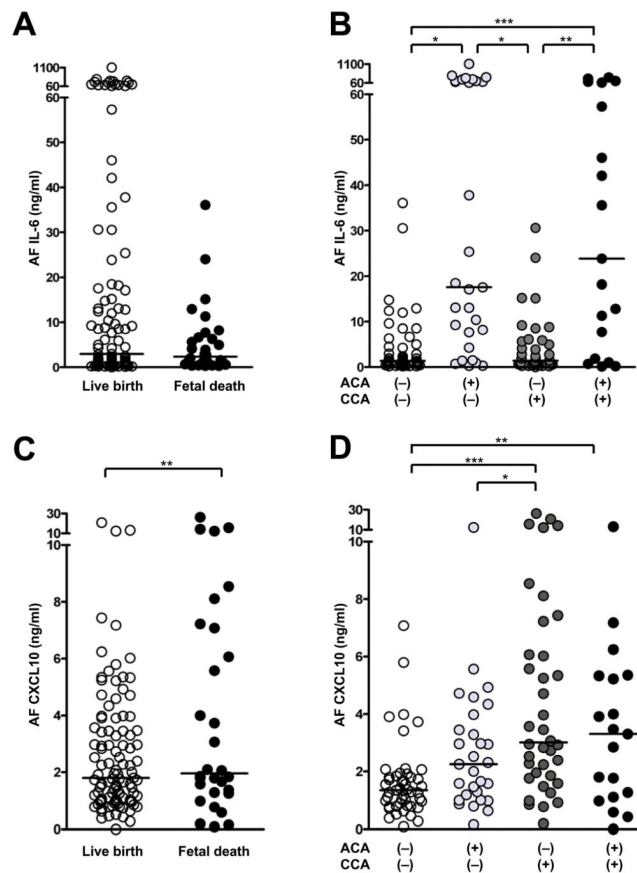 A
1100
60
60
50
40
30
20
10
0
AF IL-6 (ng/ml)
Live birth
Fetal death
B
***
*
*
**
1100
60
60
50
40
30
20
10
0
AF IL-6 (ng/ml)
ACA (–) (+) (–) (+)
CCA (–) (–) (+) (+)
C
**
30
10
10
8
6
4
2
0
AF CXCL10 (ng/ml)
Live birth
Fetal death
D
**
***
*
30
10
10
8
6
4
2
0
AF CXCL10 (ng/ml)
ACA (–) (+) (–) (+)
CCA (–) (–) (+) (+)